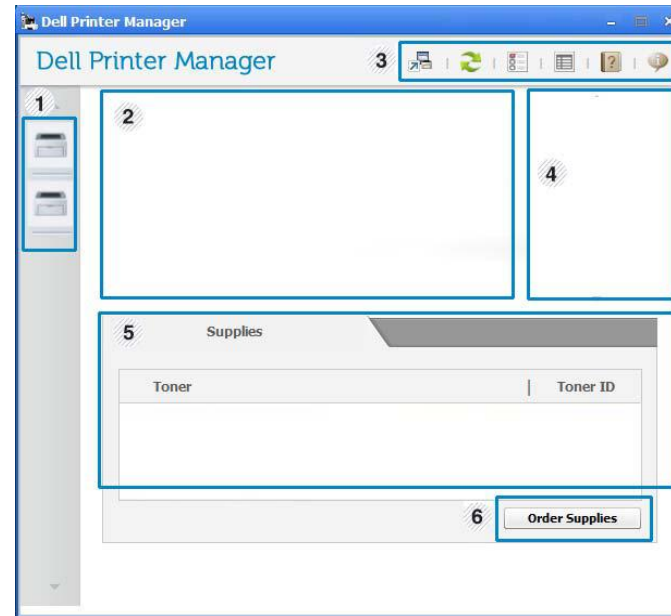 Dell Printer Manager
Dell Printer Manager
3
1
2
4
5 Supplies
Toner | Toner ID
6 Order Supplies